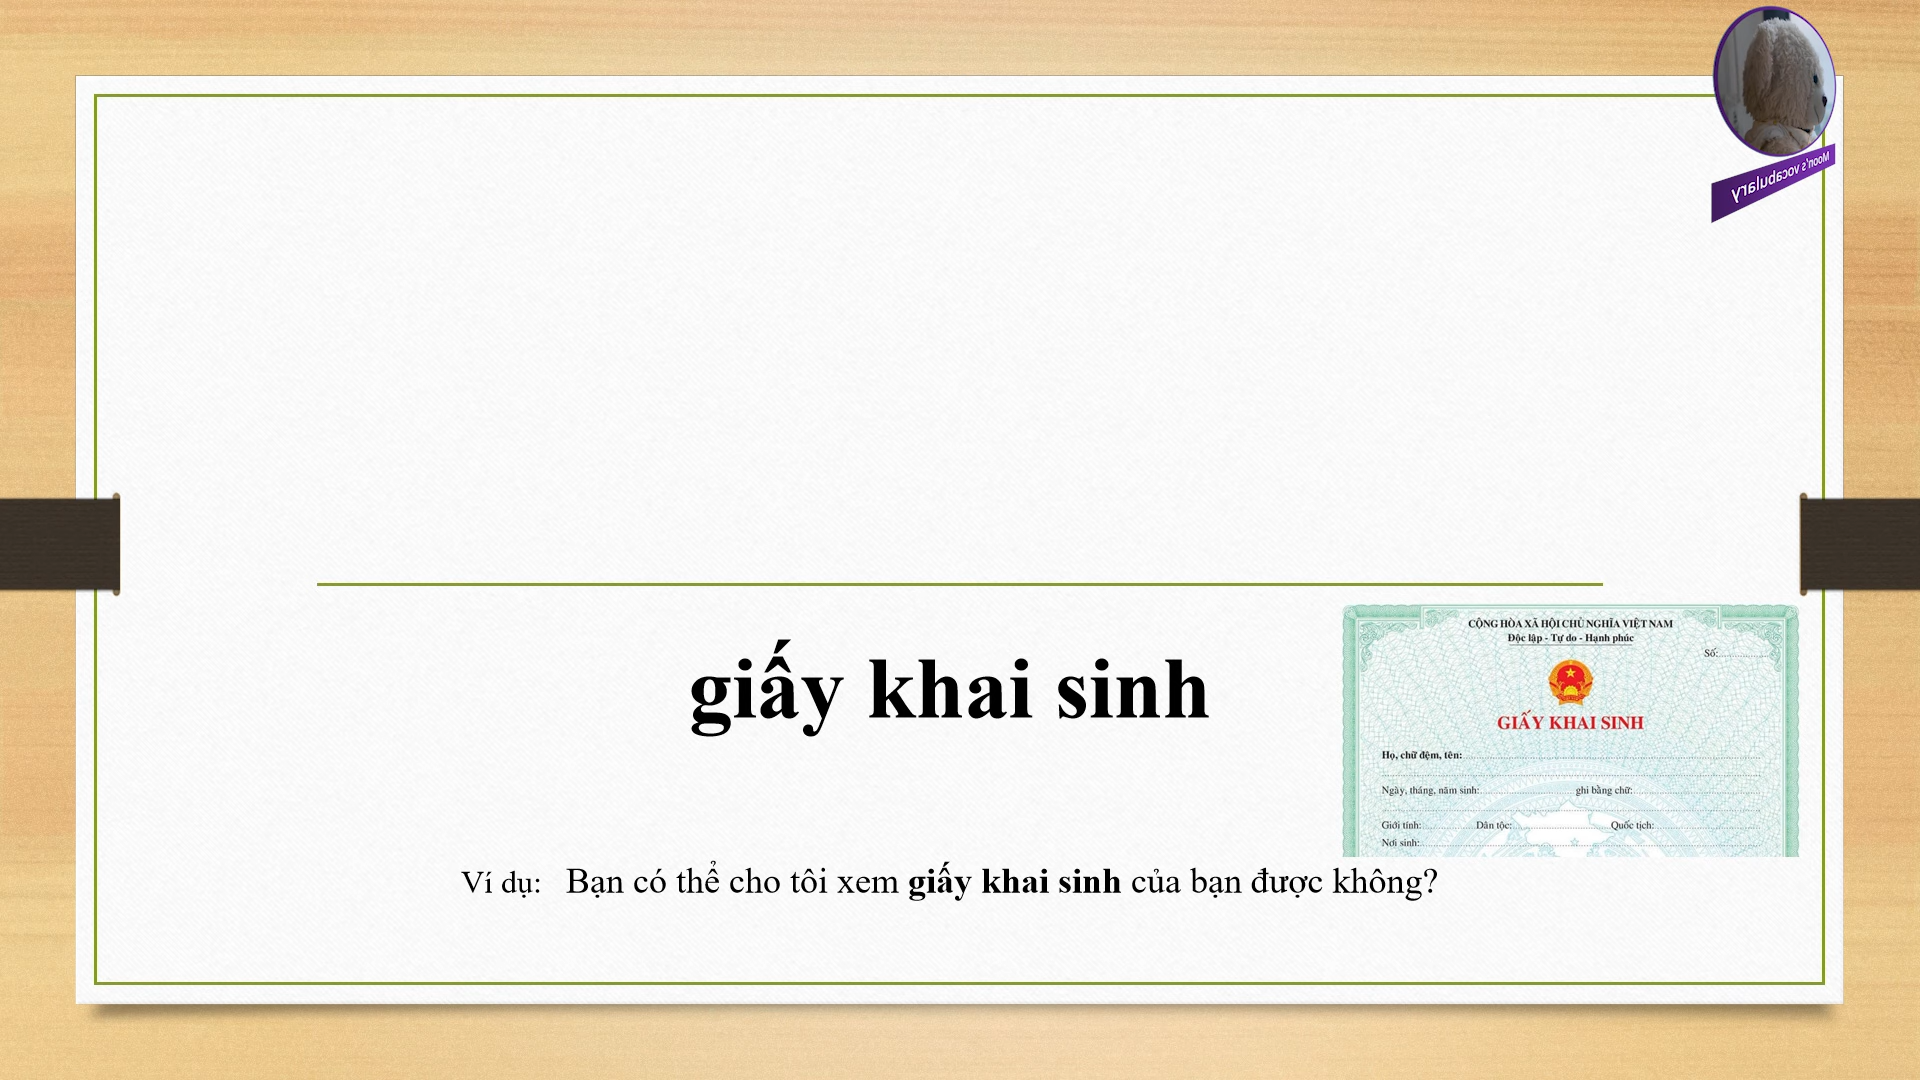 Moon's vocabulary
giấy khai sinh
CỘNG HÒA XÃ HỘI CHỦ NGHĨA VIỆT NAM
Độc lập - Tự do - Hạnh phúc
Số:
GIẤY KHAI SINH
Họ, chữ đệm, tên:
Ngày, tháng, năm sinh: ghi bằng chữ:
Giới tính: Dân tộc: Quốc tịch:
Nơi sinh:
Ví dụ: Bạn có thể cho tôi xem giấy khai sinh của bạn được không?